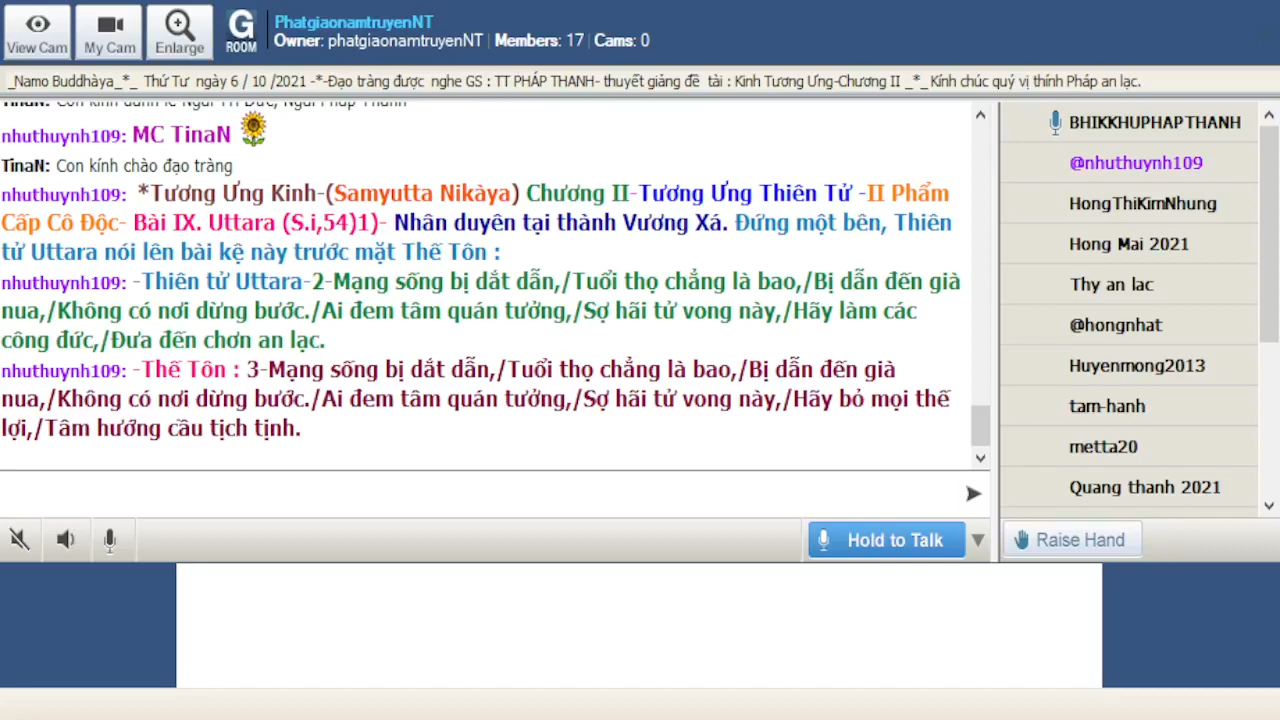 View Cam
My Cam
Enlarge
G
ROOM
PhatgiaonamtruyenNT
Owner: phatgiaonamtruyenNT | Members: 17 | Cams: 0
_Namo Buddhàya_*_ Thứ Tư ngày 6 / 10 /2021 -*-Đạo tràng được nghe GS : TT PHÁP THANH- thuyết giảng đề tài : Kinh Tương Ưng-Chương II _*_Kính chúc quý vị thính Pháp an lạc.
nhuthuynh109: MC TinaN
TinaN: Con kính chào đạo tràng
nhuthuynh109: *Tương Ưng Kinh-(Samyutta Nikàya) Chương II-Tương Ưng Thiên Tử -II Phẩm
Cấp Cô Độc- Bài IX. Uttara (S.i,54)1)- Nhân duyên tại thành Vương Xá. Đứng một bên, Thiên
tử Uttara nói lên bài kệ này trước mặt Thế Tôn :
nhuthuynh109: -Thiên tử Uttara-2-Mạng sống bị dắt dẫn,/Tuổi thọ chẳng là bao,/Bị dẫn đến già
nua,/Không có nơi dừng bước./Ai đem tâm quán tưởng,/Sợ hãi tử vong này,/Hãy làm các
công đức,/Đưa đến chơn an lạc.
nhuthuynh109: -Thế Tôn : 3-Mạng sống bị dắt dẫn,/Tuổi thọ chẳng là bao,/Bị dẫn đến già
nua,/Không có nơi dừng bước./Ai đem tâm quán tưởng,/Sợ hãi tử vong này,/Hãy bỏ mọi thế
lợi,/Tâm hướng cầu tịch tịnh.
BHIKKHUPHAPTHANH
@nhuthuynh109
HongThiKimNhung
Hong Mai 2021
Thy an lac
@hongnhat
Huyenmong2013
tam-hanh
metta20
Quang thanh 2021
Hold to Talk
Raise Hand